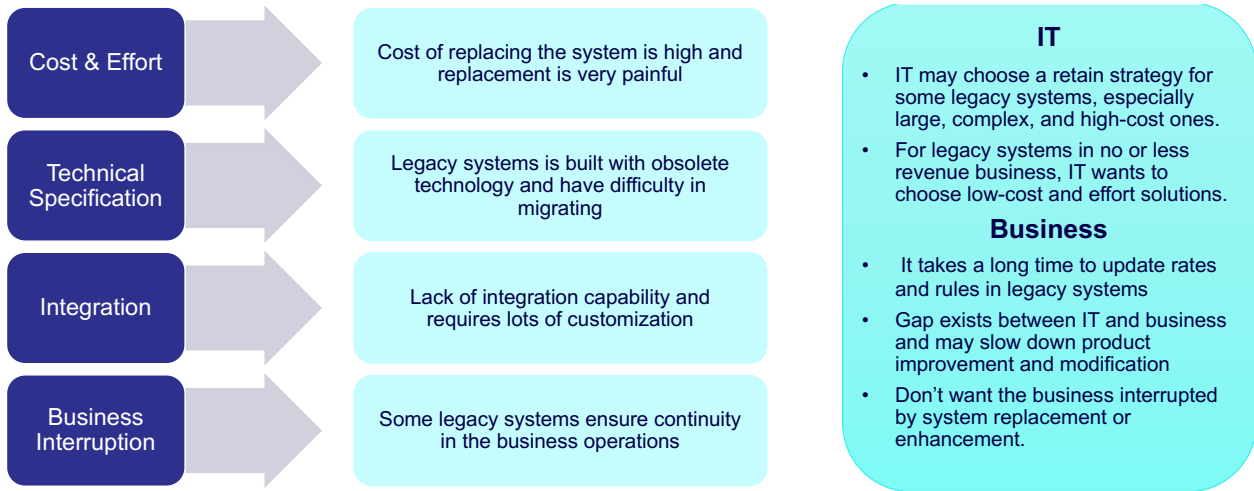 Cost & Effort
Cost of replacing the system is high and
replacement is very painful
Technical
Specification
Legacy systems is built with obsolete
technology and have difficulty in
migrating
Integration
Lack of integration capability and
requires lots of customization
Business
Interruption
Some legacy systems ensure continuity
in the business operations
IT
• IT may choose a retain strategy for
some legacy systems, especially
large, complex, and high-cost ones.
• For legacy systems in no or less
revenue business, IT wants to
choose low-cost and effort solutions.
Business
• It takes a long time to update rates
and rules in legacy systems
• Gap exists between IT and business
and may slow down product
improvement and modification
• Don’t want the business interrupted
by system replacement or
enhancement.